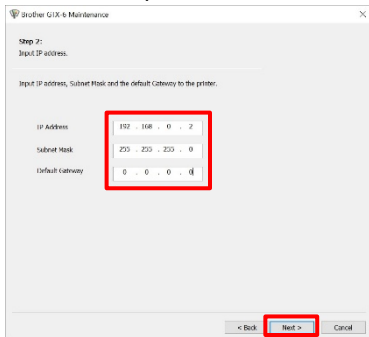 Brother GTX-6 Maintenance
Step 2:
Input IP address.
Input IP address, Subnet Mask and the default Gateway to the printer.
IP Address 192 . 168 . 0 . 2
Subnet Mask 255 . 255 . 255 . 0
Default Gateway 0 . 0 . 0 . 0
< Back Next > Cancel